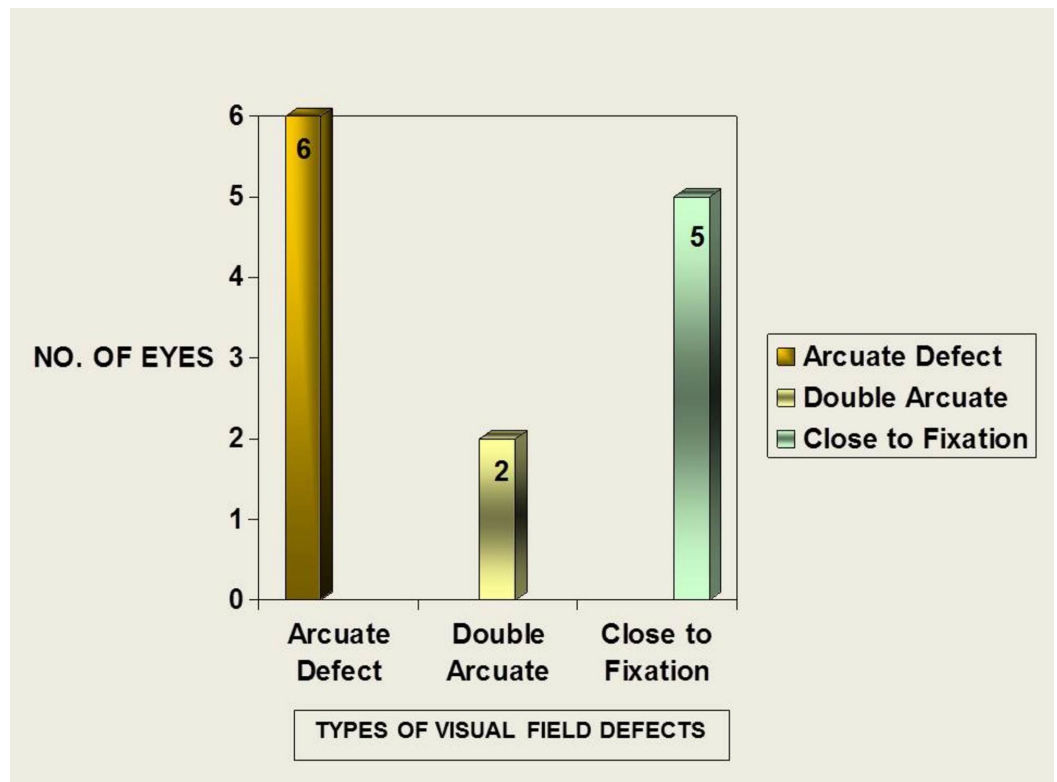 6
5
4
NO. OF EYES 3
2
1
0
6
2
5
Arcuate Defect
Double Arcuate
Close to Fixation
Arcuate
Defect
Double
Arcuate
Close to
Fixation
TYPES OF VISUAL FIELD DEFECTS